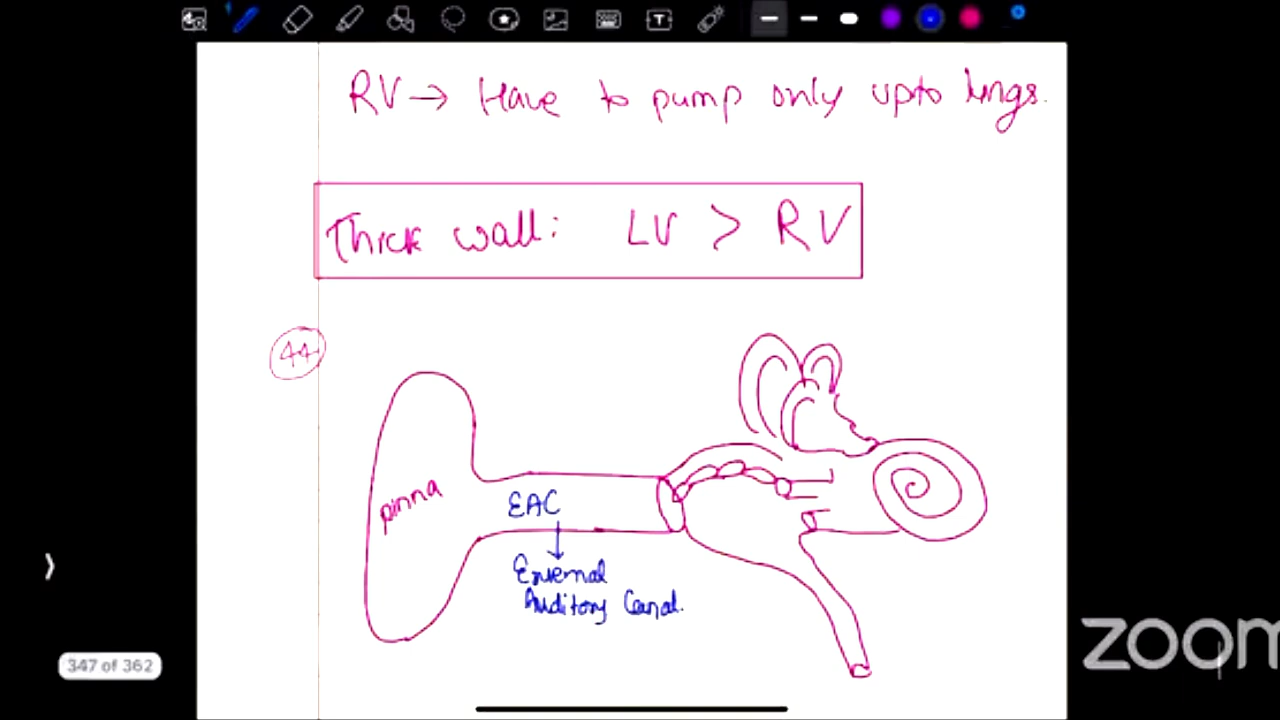 RV → Have to pump only upto lungs.
Thick wall: LV > RV
44
pinna
EAC
External
Auditory Canal.
347 of 362
zoom